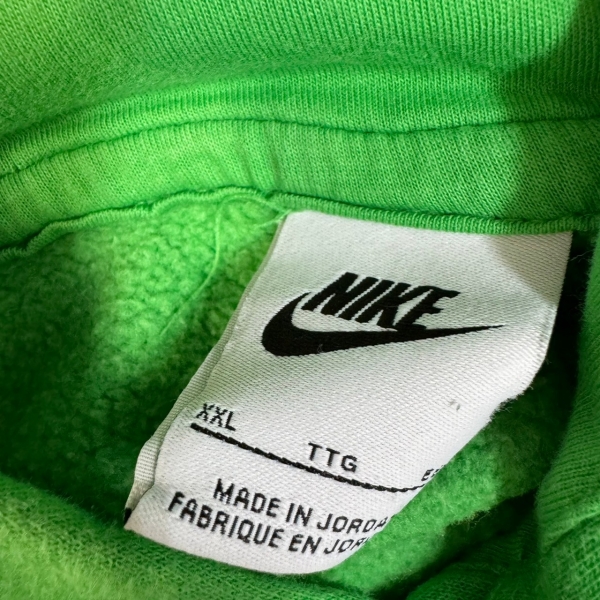 NIKE
XXL TTG
MADE IN JORDA
FABRIQUE EN JOR